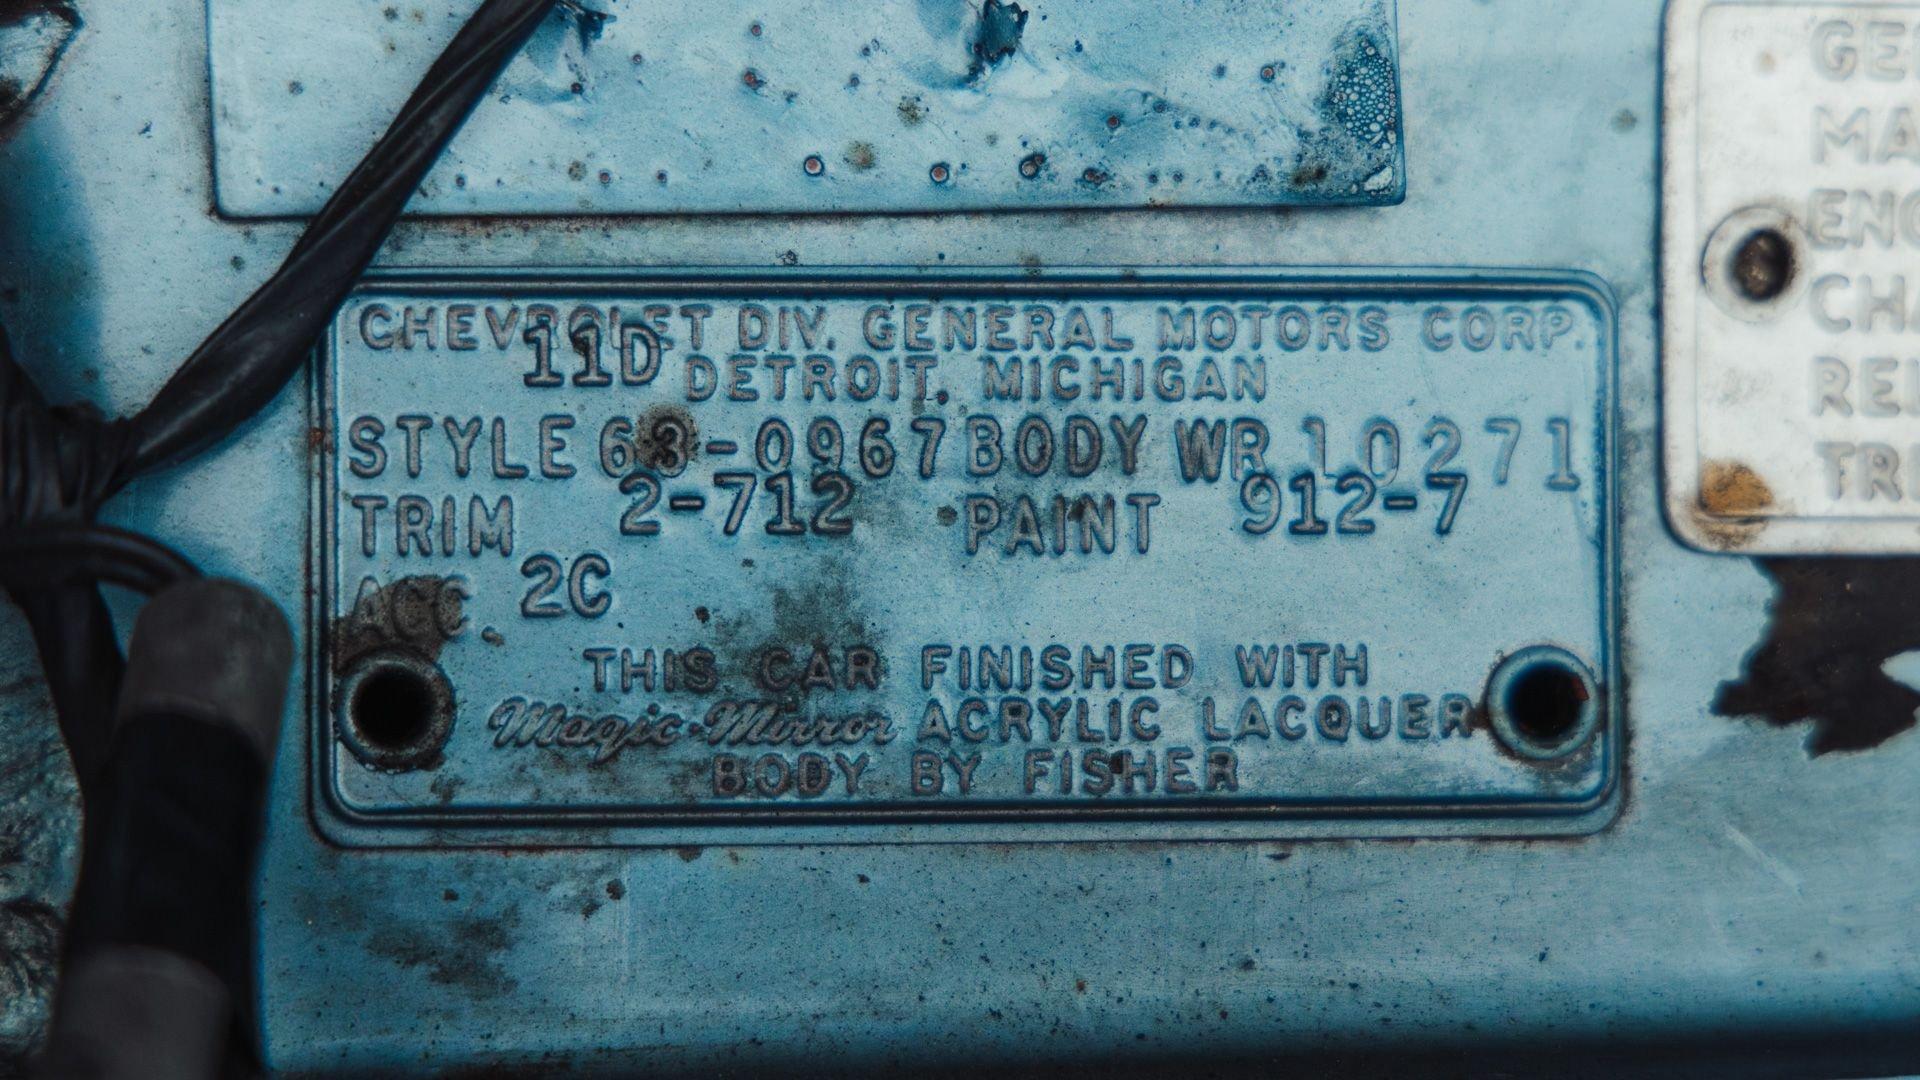 CHEVROLET DIV. GENERAL MOTORS CORP.
11D DETROIT, MICHIGAN
STYLE 63-0967 BODY WR 10271
TRIM 2-712 PAINT 912-7
ACC. 2C
THIS CAR FINISHED WITH
Magic-Mirror ACRYLIC LACQUER
BODY BY FISHER